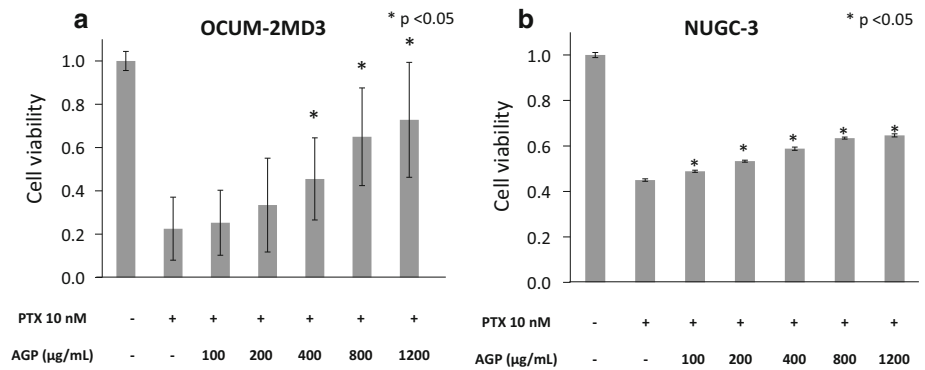 a
OCUM-2MD3
* p <0.05
Cell viability
1.0
0.8
0.6
0.4
0.2
0.0
* * *
PTX 10 nM - + + + + + +
AGP (µg/mL) - - 100 200 400 800 1200
b
NUGC-3
* p <0.05
Cell viability
1.0
0.8
0.6
0.4
0.2
0.0
* * * * *
PTX 10 nM - + + + + + +
AGP (µg/mL) - - 100 200 400 800 1200